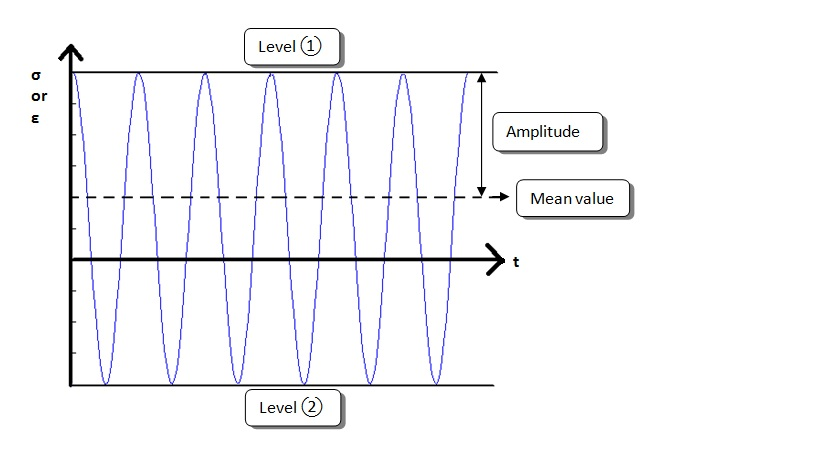 Level ①
σ
or
ε
Amplitude
Mean value
t
Level ②